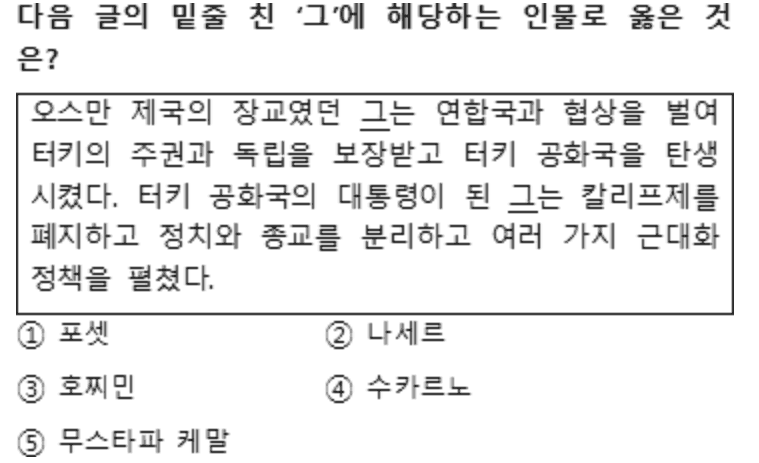 다음 글의 밑줄 친 ‘그’에 해당하는 인물로 옳은 것
은?
오스만 제국의 장교였던 그는 연합국과 협상을 벌여
터키의 주권과 독립을 보장받고 터키 공화국을 탄생
시켰다. 터키 공화국의 대통령이 된 그는 칼리프제를
폐지하고 정치와 종교를 분리하고 여러 가지 근대화
정책을 펼쳤다.
① 포셋 ② 나세르
③ 호찌민 ④ 수카르노
⑤ 무스타파 케말